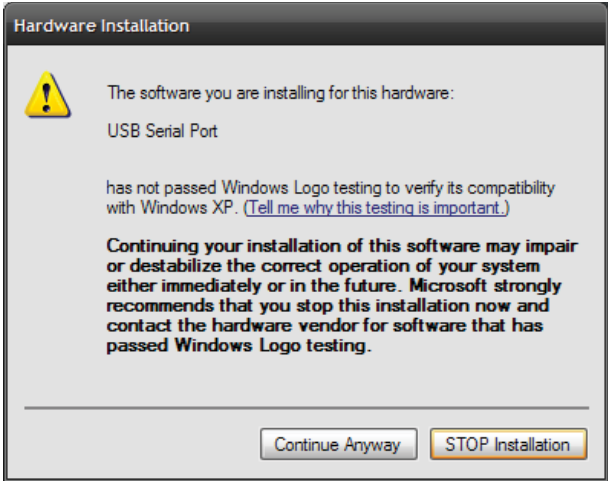 Hardware Installation
The software you are installing for this hardware:
USB Serial Port
has not passed Windows Logo testing to verify its compatibility
with Windows XP. (Tell me why this testing is important.)
Continuing your installation of this software may impair
or destabilize the correct operation of your system
either immediately or in the future. Microsoft strongly
recommends that you stop this installation now and
contact the hardware vendor for software that has
passed Windows Logo testing.
Continue Anyway
STOP Installation